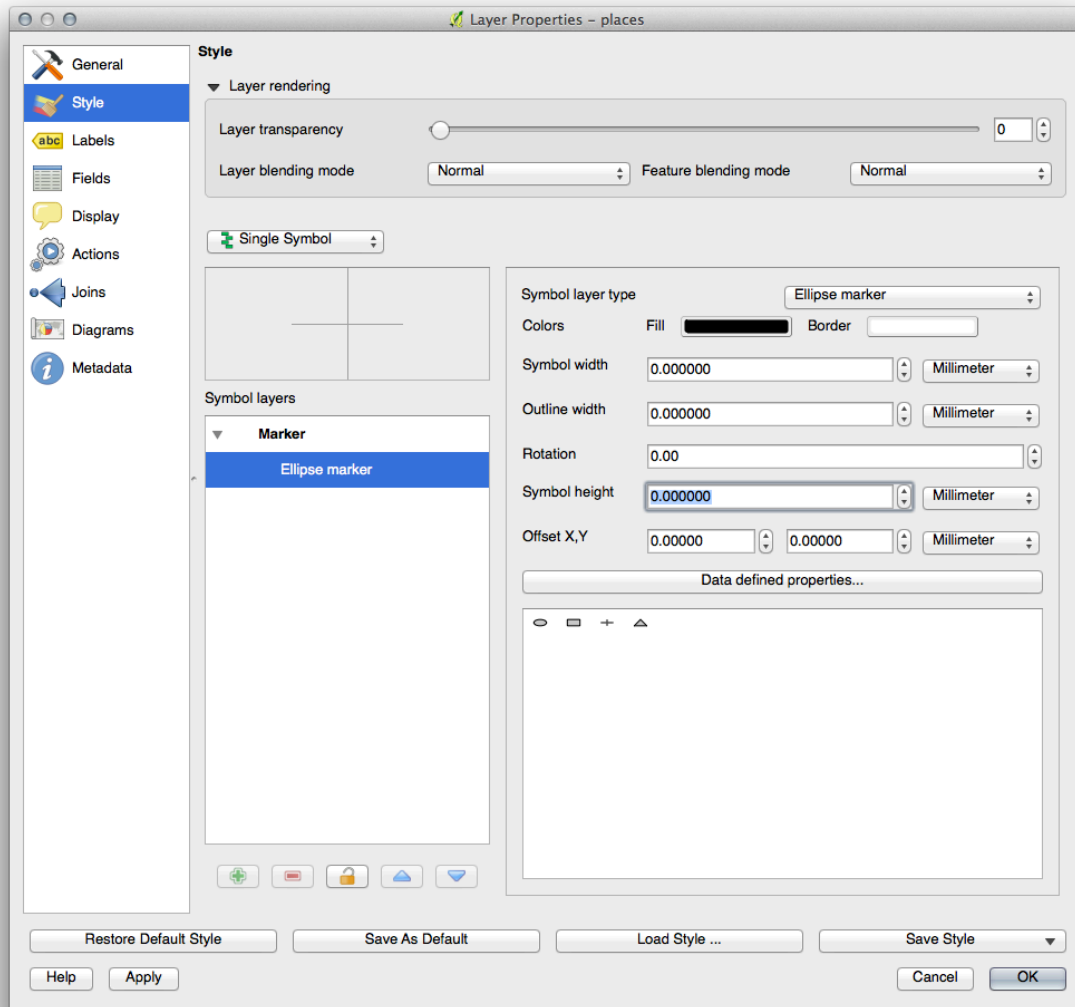 Layer Properties – places
General
Style
abc Labels
Fields
Display
Actions
Joins
Diagrams
Metadata
Style
Layer rendering
Layer transparency 0
Layer blending mode Normal Feature blending mode Normal
Single Symbol
Symbol layers
Marker
Ellipse marker
Symbol layer type Ellipse marker
Colors Fill Border
Symbol width 0.000000 Millimeter
Outline width 0.000000 Millimeter
Rotation 0.00
Symbol height 0.000000 Millimeter
Offset X,Y 0.00000 0.00000 Millimeter
Data defined properties...
Restore Default Style Save As Default Load Style ... Save Style
Help Apply Cancel OK